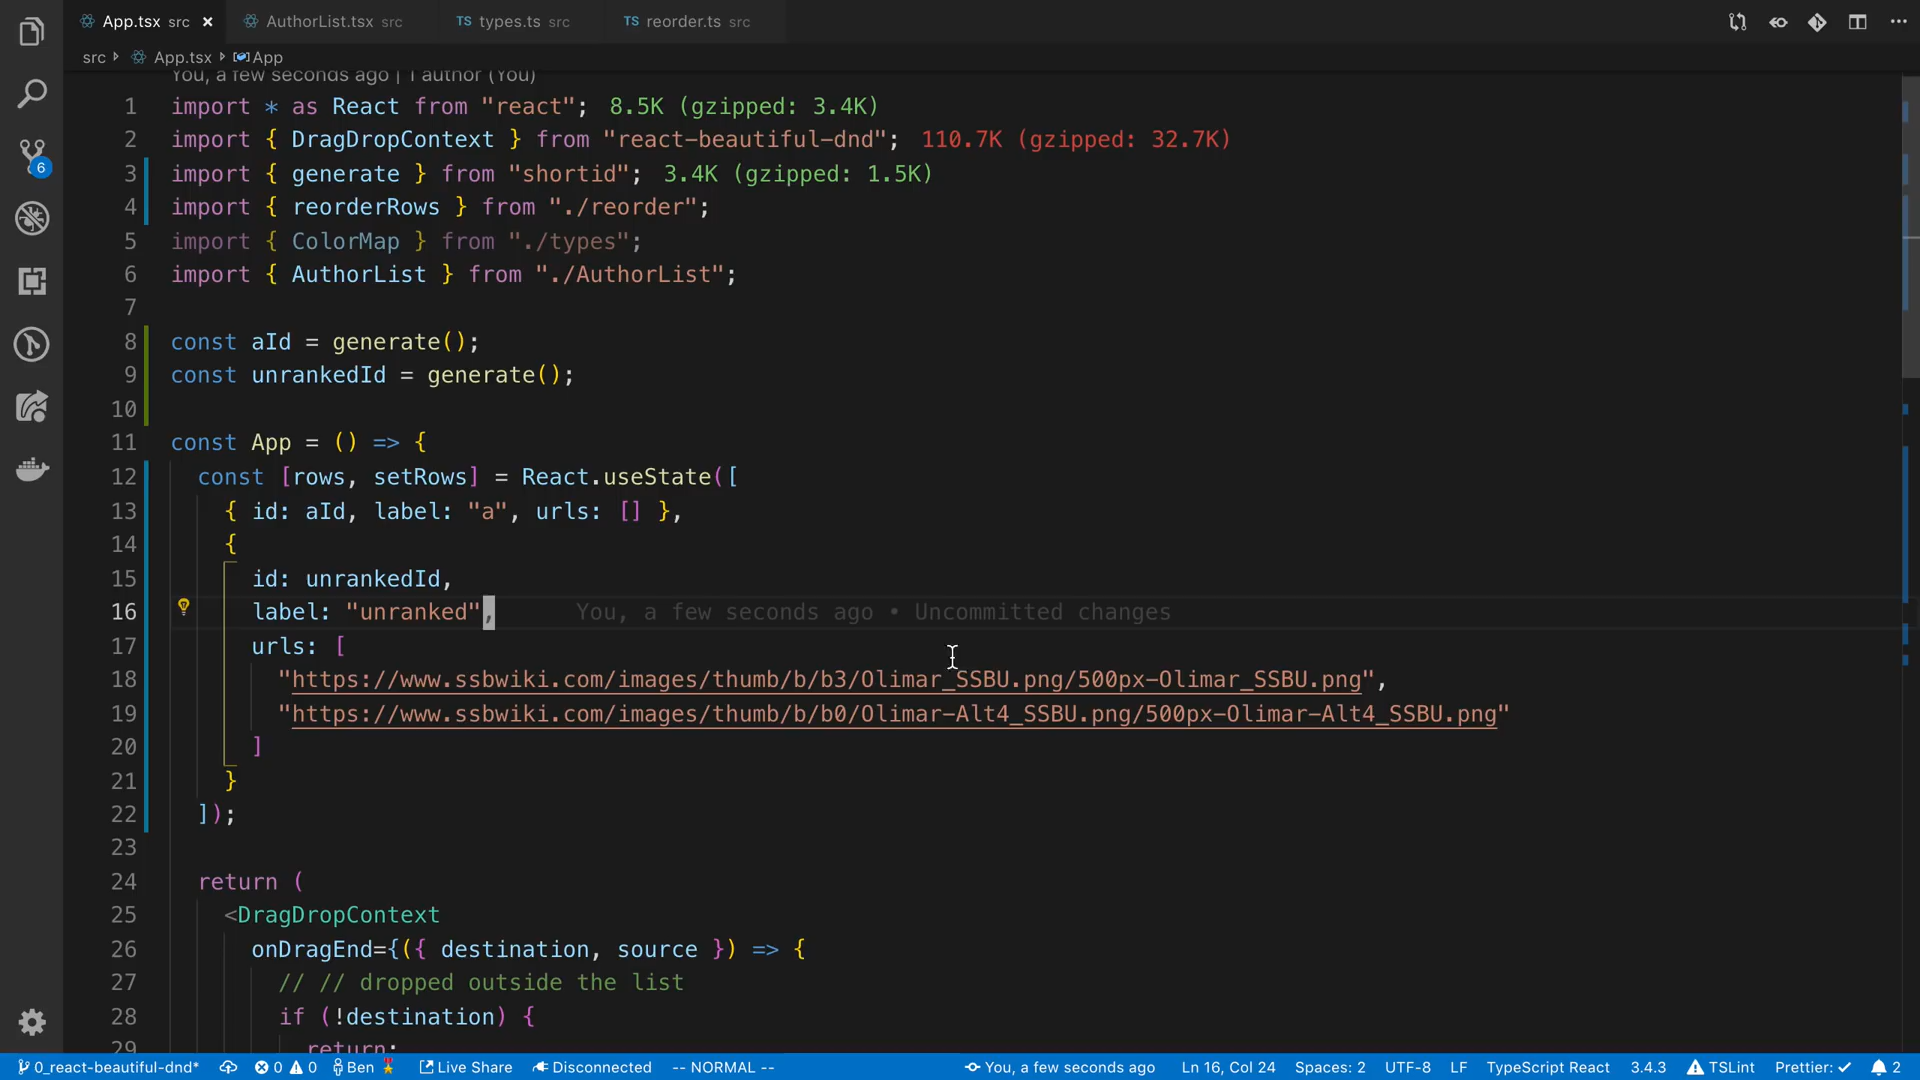 App.tsx src × AuthorList.tsx src TS types.ts src TS reorder.ts src ...
src App.tsx App
You, a few seconds ago | 1 author (You)
1 import * as React from "react"; 8.5K (gzipped: 3.4K)
2 import { DragDropContext } from "react-beautiful-dnd"; 110.7K (gzipped: 32.7K)
3 import { generate } from "shortid"; 3.4K (gzipped: 1.5K)
4 import { reorderRows } from "./reorder";
5 import { ColorMap } from "./types";
6 import { AuthorList } from "./AuthorList";
7
8 const aId = generate();
9 const unrankedId = generate();
10
11 const App = () => {
12 const [rows, setRows] = React.useState([
13 { id: aId, label: "a", urls: [] },
14 {
15 id: unrankedId,
16 label: "unranked", You, a few seconds ago • Uncommitted changes
17 urls: [
18 "https://www.ssbwiki.com/images/thumb/b/b3/Olimar_SSBU.png/500px-Olimar_SSBU.png",
19 "https://www.ssbwiki.com/images/thumb/b/b0/Olimar-Alt4_SSBU.png/500px-Olimar-Alt4_SSBU.png"
20 ]
21 }
22 ]);
23
24 return (
25 <DragDropContext
26 onDragEnd={({ destination, source }) => {
27 // // dropped outside the list
28 if (!destination) {
29 return;
6
0_react-beautiful-dnd* 0 0 Ben Live Share Disconnected -- NORMAL -- You, a few seconds ago Ln 16, Col 24 Spaces: 2 UTF-8 LF TypeScript React 3.4.3 TSLint Prettier: ✓ 2